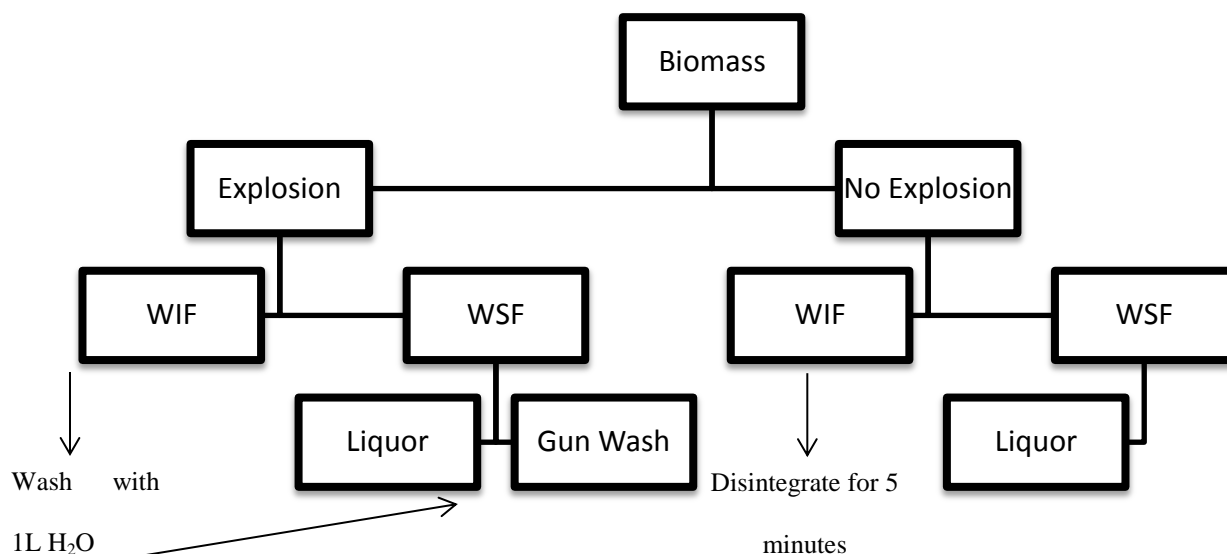 Biomass
Explosion
No Explosion
WIF
WSF
WIF
WSF
Liquor
Gun Wash
Liquor
Wash with
1L H₂O
Disintegrate for 5
minutes